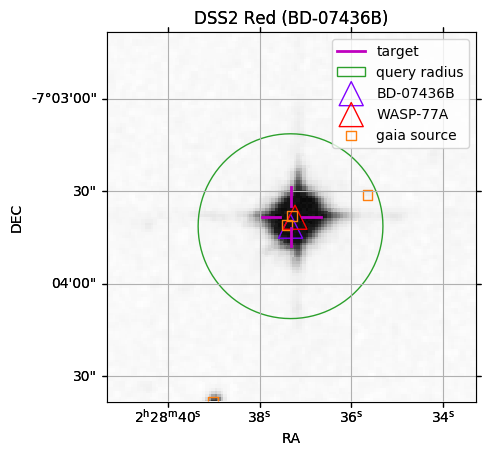 DSS2 Red (BD-07436B)
target
query radius
BD-07436B
WASP-77A
gaia source
-7°03'00"
30"
04'00"
30"
DEC
2ʰ28ᵐ40ˢ 38ˢ 36ˢ 34ˢ
RA